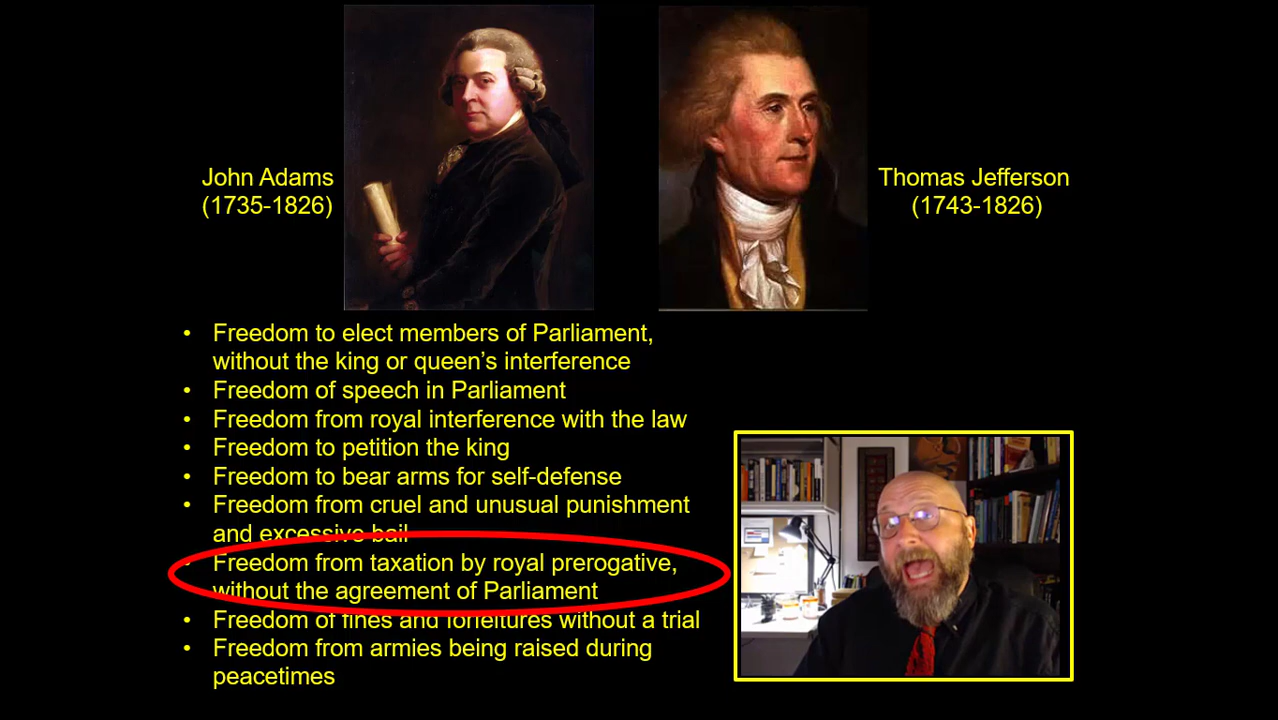 John Adams
(1735-1826)
Thomas Jefferson
(1743-1826)
• Freedom to elect members of Parliament,
without the king or queen’s interference
• Freedom of speech in Parliament
• Freedom from royal interference with the law
• Freedom to petition the king
• Freedom to bear arms for self-defense
• Freedom from cruel and unusual punishment
and excessive bail
• Freedom from taxation by royal prerogative,
without the agreement of Parliament
• Freedom of fines and forfeitures without a trial
• Freedom from armies being raised during
peacetimes